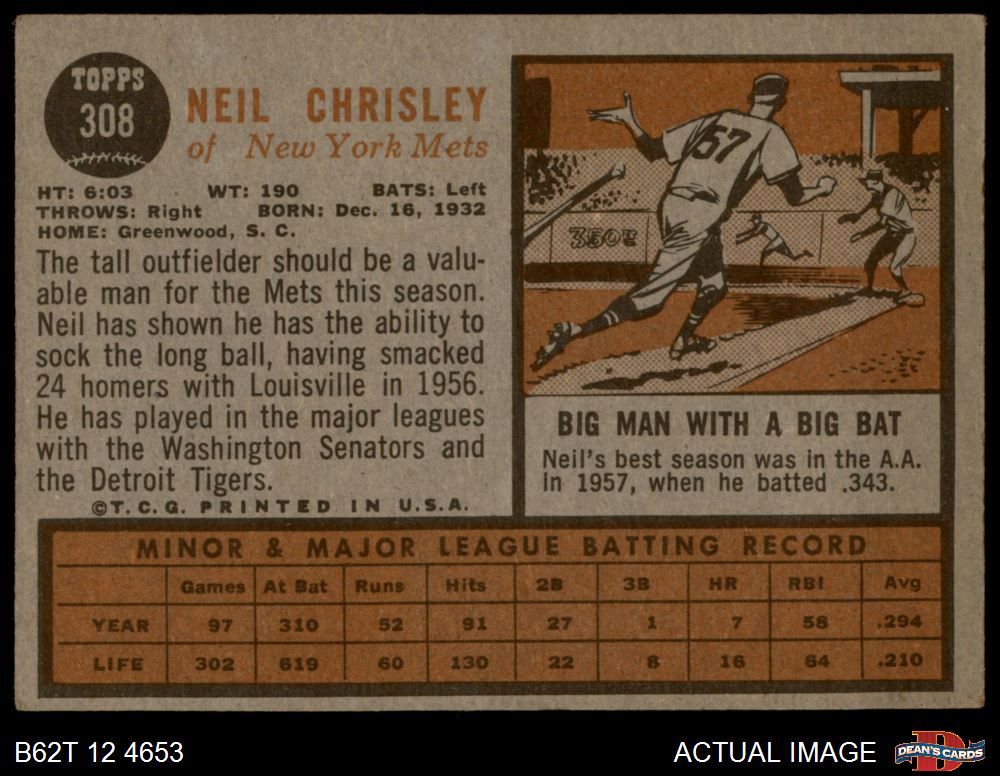 TOPPS
308
NEIL CHRISLEY
of New York Mets
HT: 6:03 WT: 190 BATS: Left
THROWS: Right BORN: Dec. 16, 1932
HOME: Greenwood, S. C.
The tall outfielder should be a valu-
able man for the Mets this season.
Neil has shown he has the ability to
sock the long ball, having smacked
24 homers with Louisville in 1956.
He has played in the major leagues
with the Washington Senators and
the Detroit Tigers.
©T. C. G. PRINTED IN U.S.A.
57
350FT
BIG MAN WITH A BIG BAT
Neil's best season was in the A.A.
in 1957, when he batted .343.
MINOR & MAJOR LEAGUE BATTING RECORD
Games At Bat Runs Hits 2B 3B HR RBI Avg
YEAR 97 310 52 91 27 1 7 58 .294
LIFE 302 619 60 130 22 8 16 64 .210
B62T 12 4653
ACTUAL IMAGE
D
DEAN'S CARDS